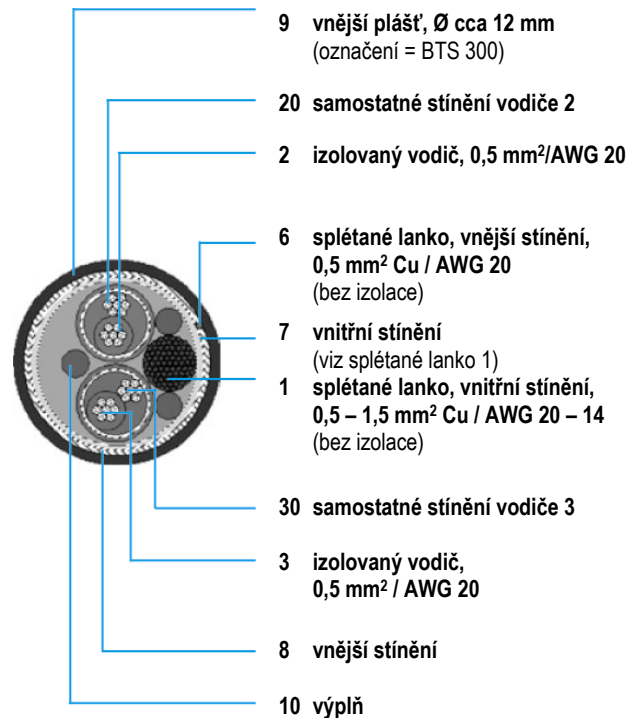 9 vnější plášť, Ø cca 12 mm
(označení = BTS 300)
20 samostatné stínění vodiče 2
2 izolovaný vodič, 0,5 mm²/AWG 20
6 splétané lanko, vnější stínění,
0,5 mm² Cu / AWG 20
(bez izolace)
7 vnitřní stínění
(viz splétané lanko 1)
1 splétané lanko, vnitřní stínění,
0,5 – 1,5 mm² Cu / AWG 20 – 14
(bez izolace)
30 samostatné stínění vodiče 3
3 izolovaný vodič,
0,5 mm² / AWG 20
8 vnější stínění
10 výplň